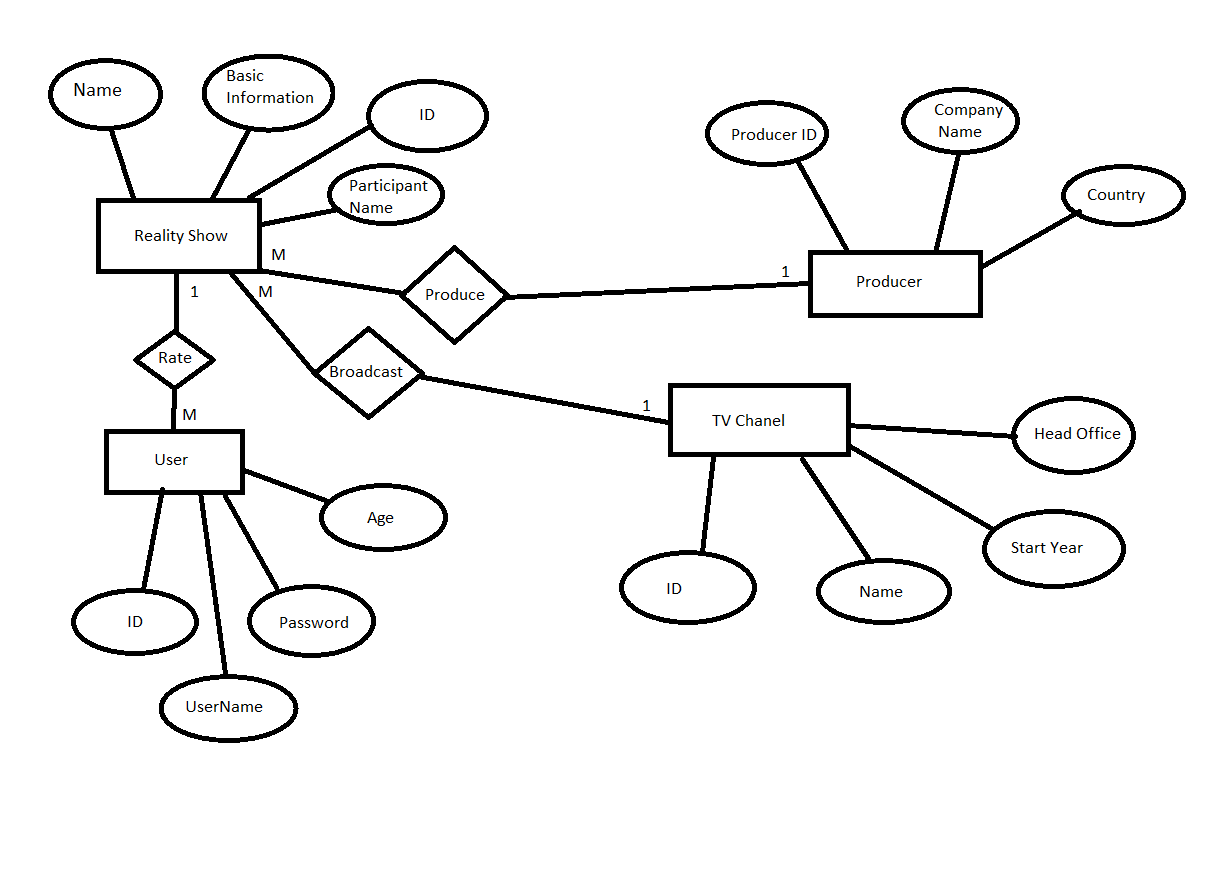 Name
Basic
Information
ID
Participant
Name
Reality Show
Producer ID
Company
Name
Country
M
1
M
Produce
1
Producer
Rate
Broadcast
M
1
TV Chanel
Head Office
User
Age
Start Year
ID
Password
UserName
ID
Name